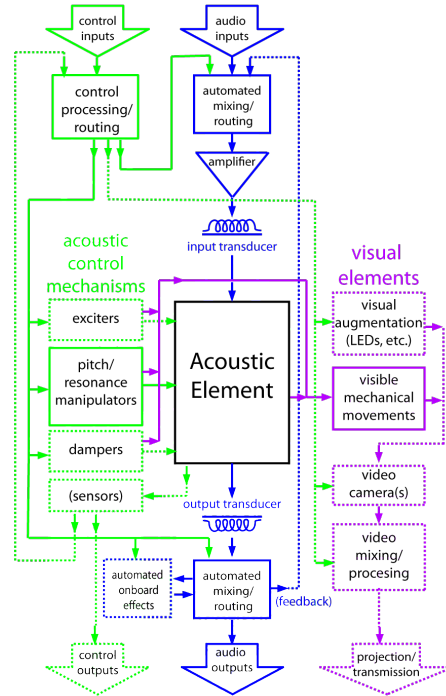 control
inputs
audio
inputs
control
processing/
routing
automated
mixing/
routing
amplifier
input transducer
acoustic
control
mechanisms
visual
elements
exciters
pitch/
resonance
manipulators
dampers
(sensors)
Acoustic
Element
visual
augmentation
(LEDs, etc.)
visible
mechanical
movements
video
camera(s)
output transducer
video
mixing/
procesing
automated
onboard
effects
automated
mixing/
routing
(feedback)
control
outputs
audio
outputs
projection/
transmission